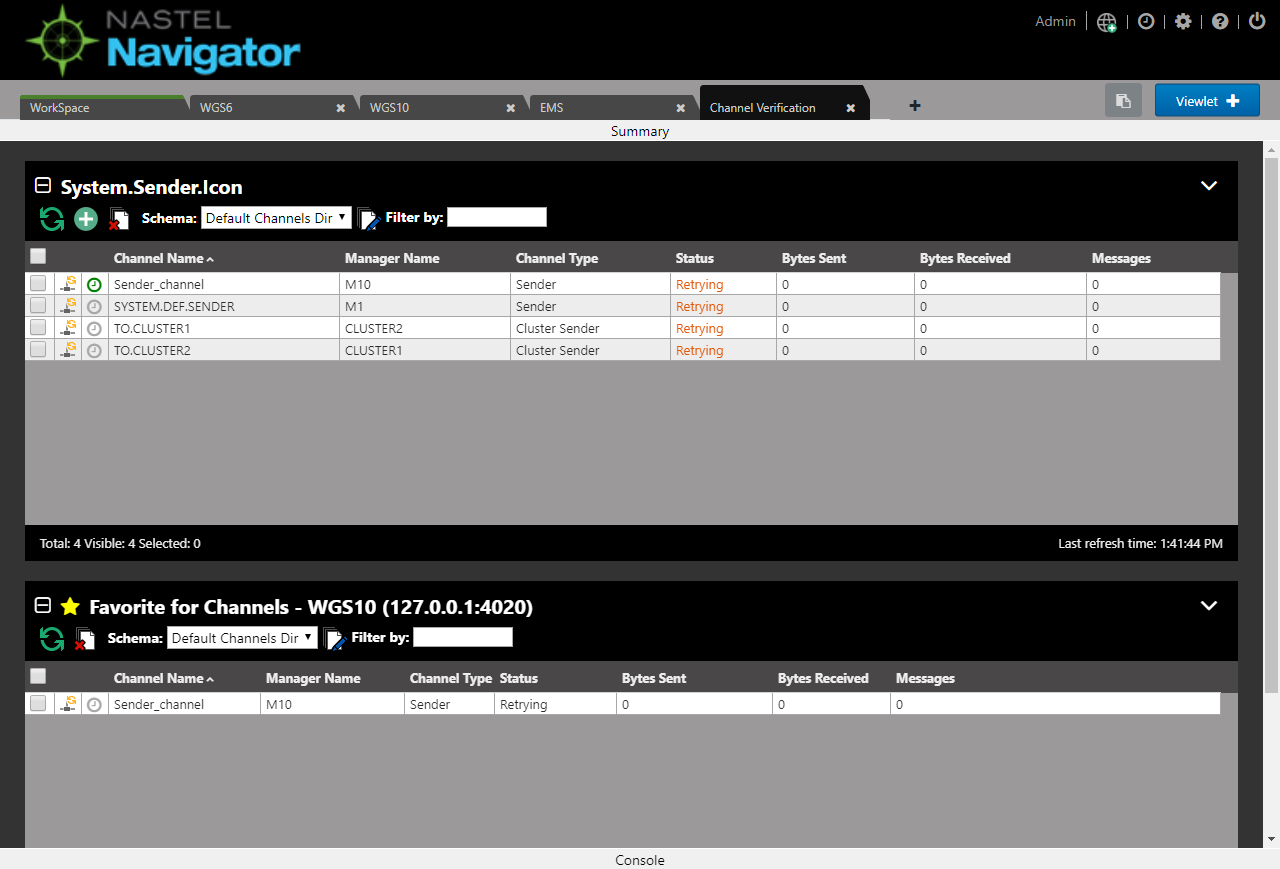 NASTEL
Navigator
Admin
WorkSpace WGS6 WGS10 EMS Channel Verification Viewlet
Summary
System.Sender.Icon
Schema: Default Channels Dir Filter by:
Channel Name Manager Name Channel Type Status Bytes Sent Bytes Received Messages
Sender_channel M10 Sender Retrying 0 0 0
SYSTEM.DEF.SENDER M1 Sender Retrying 0 0 0
TO.CLUSTER1 CLUSTER2 Cluster Sender Retrying 0 0 0
TO.CLUSTER2 CLUSTER1 Cluster Sender Retrying 0 0 0
Total: 4 Visible: 4 Selected: 0 Last refresh time: 1:41:44 PM
Favorite for Channels - WGS10 (127.0.0.1:4020)
Schema: Default Channels Dir Filter by:
Channel Name Manager Name Channel Type Status Bytes Sent Bytes Received Messages
Sender_channel M10 Sender Retrying 0 0 0
Console